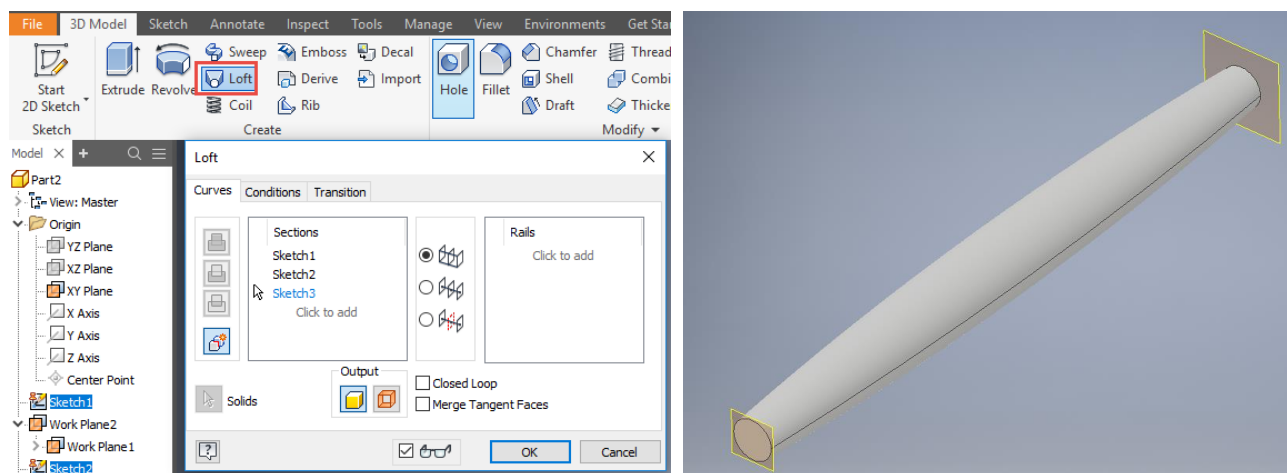 File 3D Model Sketch Annotate Inspect Tools Manage View Environments Get Sta
Start
2D Sketch
Extrude
Revolve
Sweep
Loft
Coil
Emboss
Derive
Rib
Decal
Import
Hole
Fillet
Chamfer
Shell
Draft
Thread
Combi
Thicke
Sketch
Create
Modify
Model
Part2
View: Master
Origin
YZ Plane
XZ Plane
XY Plane
X Axis
Y Axis
Z Axis
Center Point
Sketch1
Work Plane2
Work Plane1
Sketch2
Loft
Curves Conditions Transition
Sections
Sketch1
Sketch2
Sketch3
Click to add
Rails
Click to add
Solids
Output
Closed Loop
Merge Tangent Faces
OK
Cancel